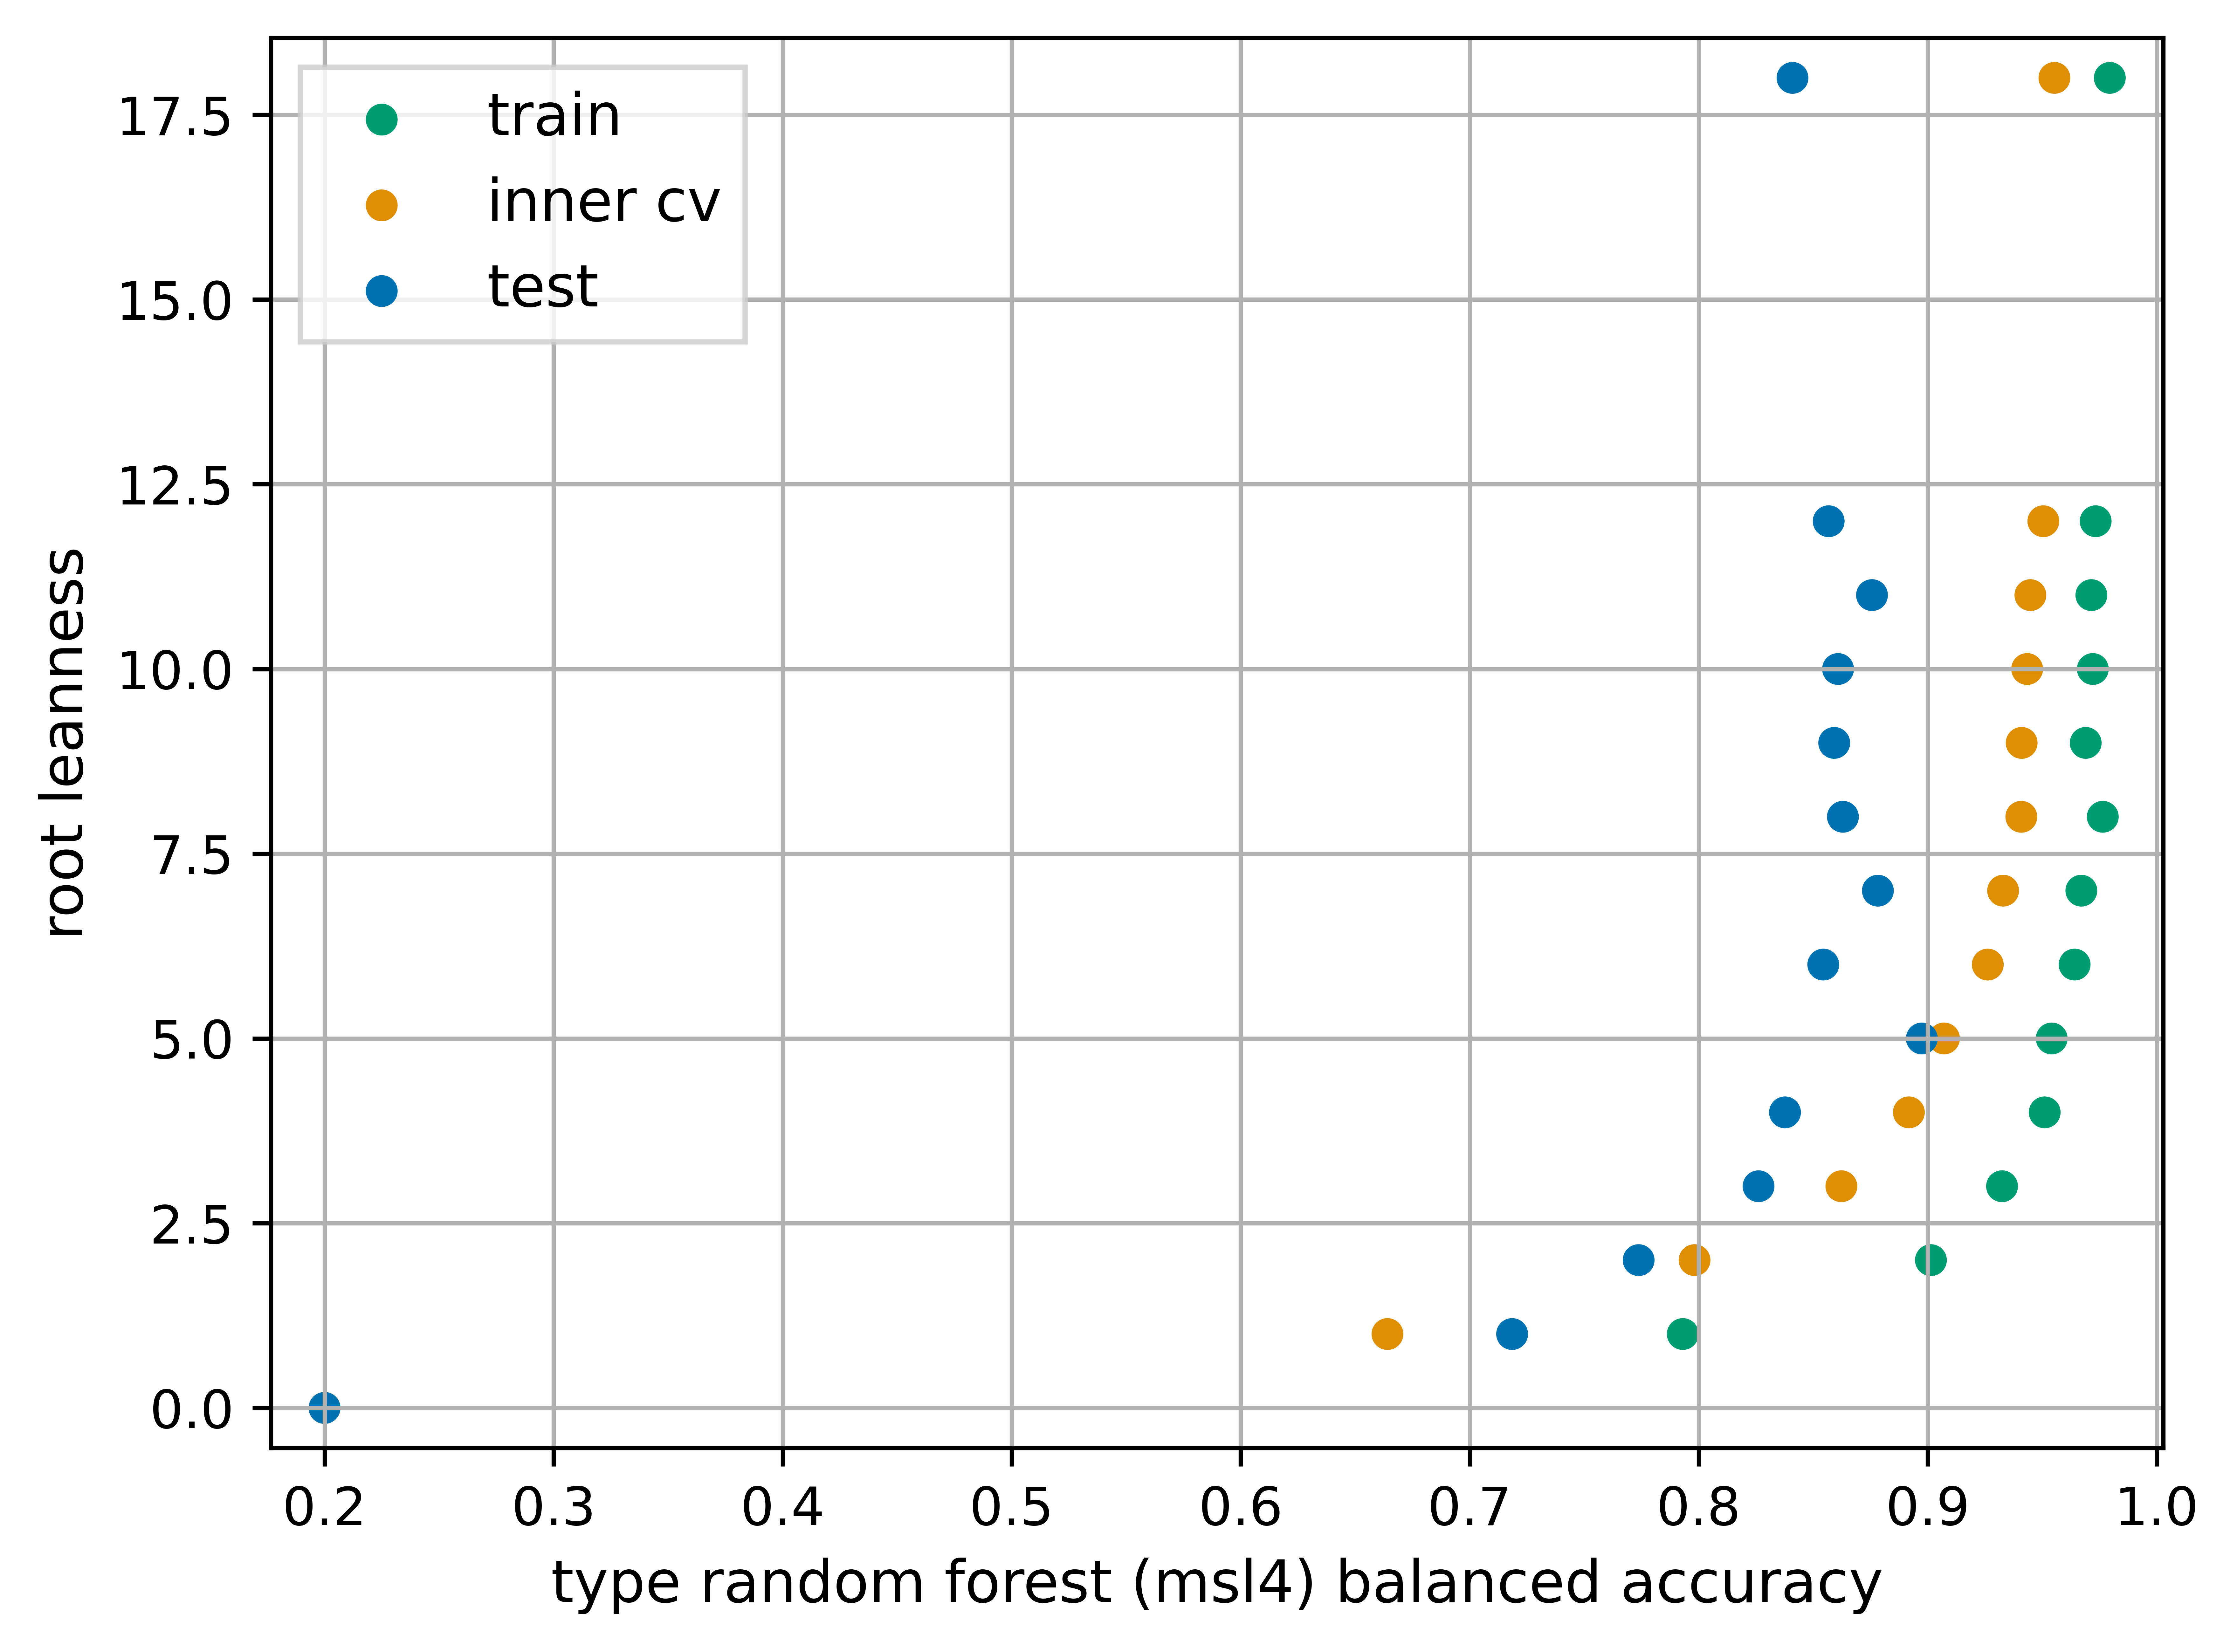 train
inner cv
test
17.5
15.0
12.5
10.0
7.5
5.0
2.5
0.0
root leanness
0.2 0.3 0.4 0.5 0.6 0.7 0.8 0.9 1.0
type random forest (msl4) balanced accuracy